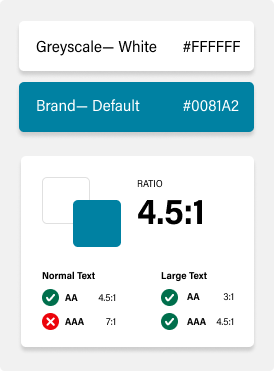 Greyscale— White #FFFFFF
Brand— Default #0081A2
RATIO
4.5:1
Normal Text Large Text
AA 4.5:1 AA 3:1
AAA 7:1 AAA 4.5:1